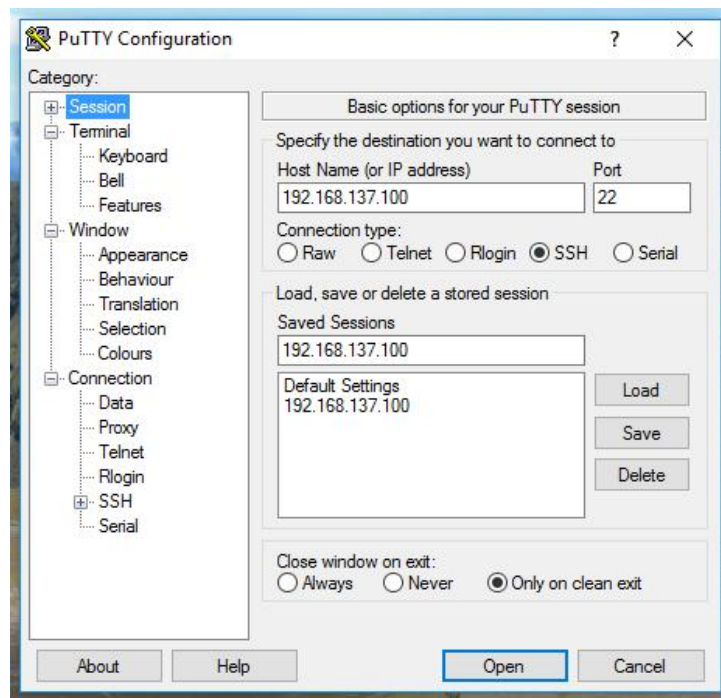 PuTTY Configuration
?
Category:
Session
Terminal
Keyboard
Bell
Features
Window
Appearance
Behaviour
Translation
Selection
Colours
Connection
Data
Proxy
Telnet
Rlogin
SSH
Serial
Basic options for your PuTTY session
Specify the destination you want to connect to
Host Name (or IP address) Port
192.168.137.100 22
Connection type:
Raw Telnet Rlogin SSH Serial
Load, save or delete a stored session
Saved Sessions
192.168.137.100
Default Settings
192.168.137.100
Load
Save
Delete
Close window on exit:
Always Never Only on clean exit
About Help Open Cancel